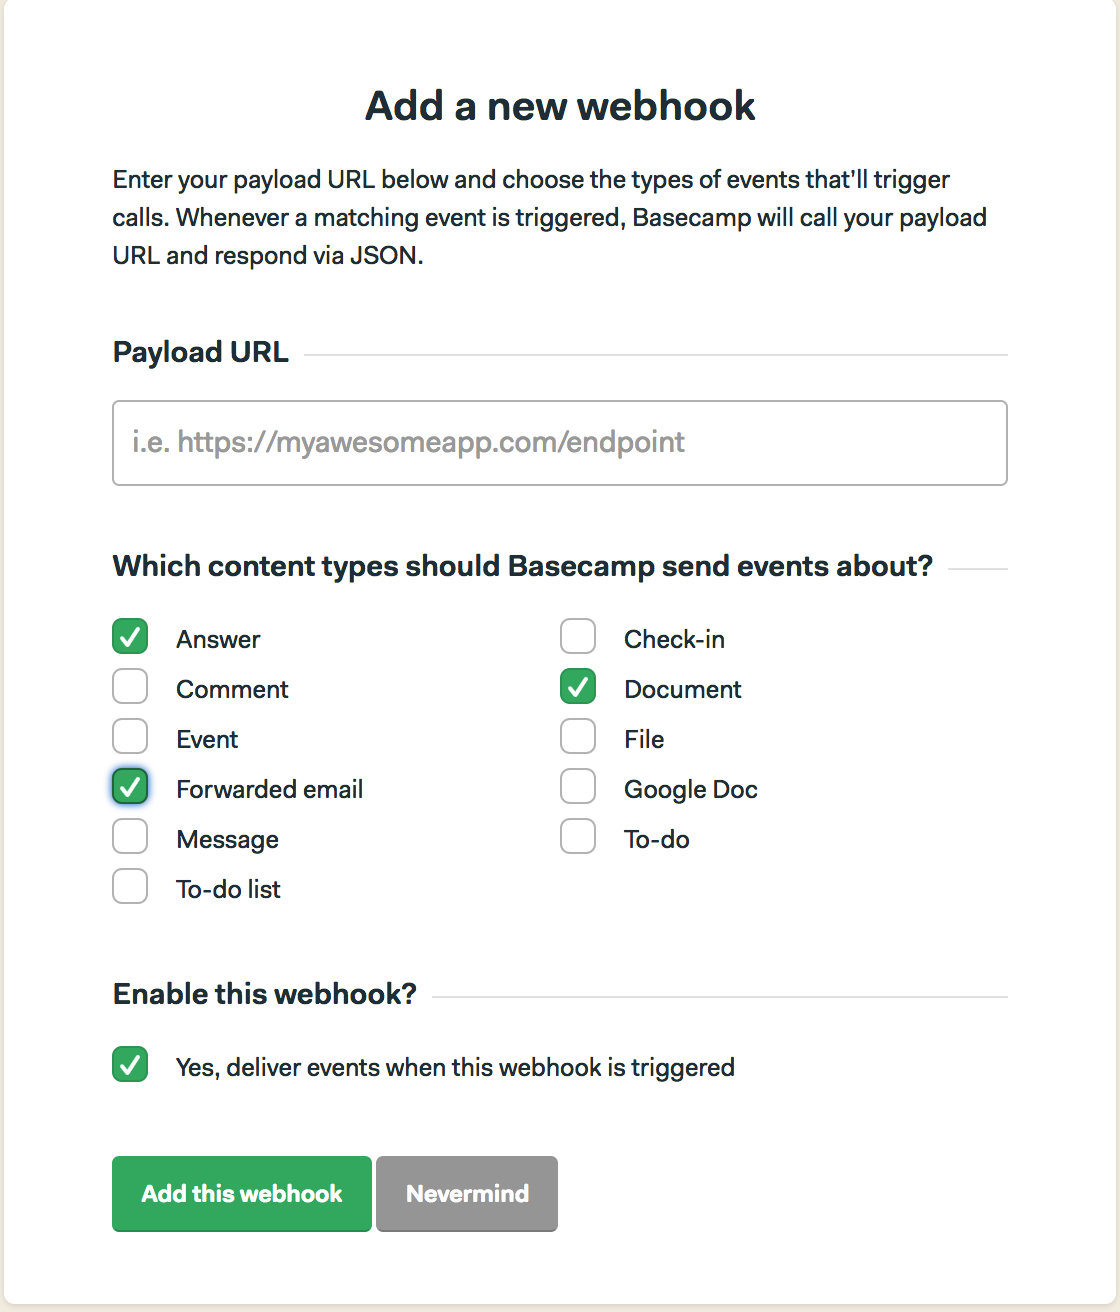 Add a new webhook
Enter your payload URL below and choose the types of events that’ll trigger
calls. Whenever a matching event is triggered, Basecamp will call your payload
URL and respond via JSON.
Payload URL
i.e. https://myawesomeapp.com/endpoint
Which content types should Basecamp send events about?
Answer
Check-in
Comment
Document
Event
File
Forwarded email
Google Doc
Message
To-do
To-do list
Enable this webhook?
Yes, deliver events when this webhook is triggered
Add this webhook
Nevermind